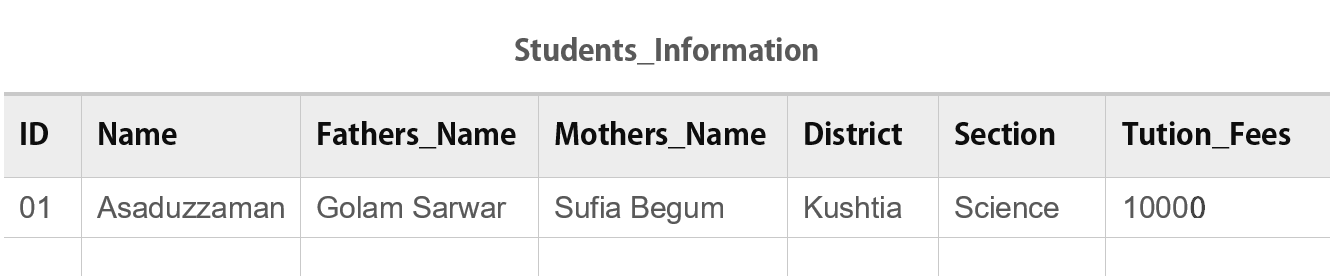 Students_Information
ID Name Fathers_Name Mothers_Name District Section Tution_Fees
01 Asaduzzaman Golam Sarwar Sufia Begum Kushtia Science 10000